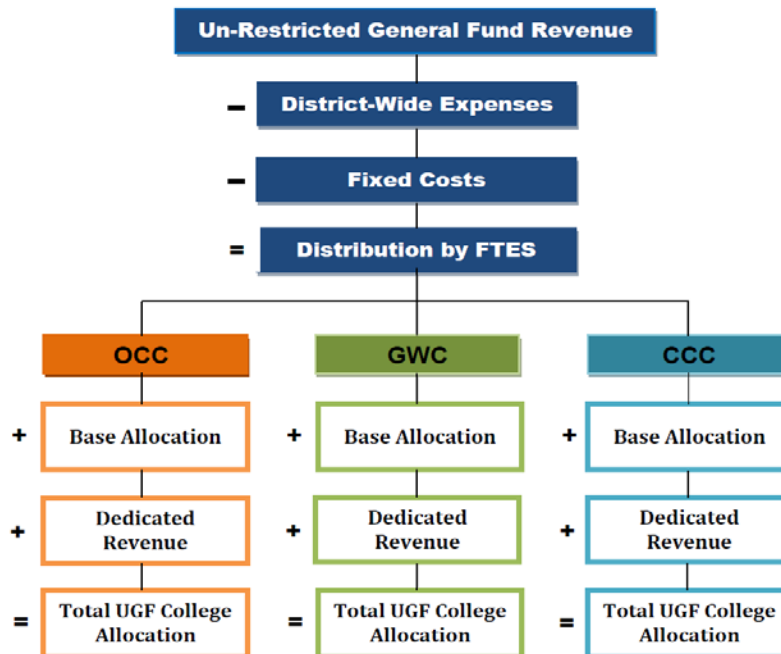 Un-Restricted General Fund Revenue
– District-Wide Expenses
– Fixed Costs
= Distribution by FTES
OCC GWC CCC
+ Base Allocation + Base Allocation + Base Allocation
+ Dedicated
Revenue
+ Dedicated
Revenue
+ Dedicated
Revenue
= Total UGF College
Allocation
= Total UGF College
Allocation
= Total UGF College
Allocation